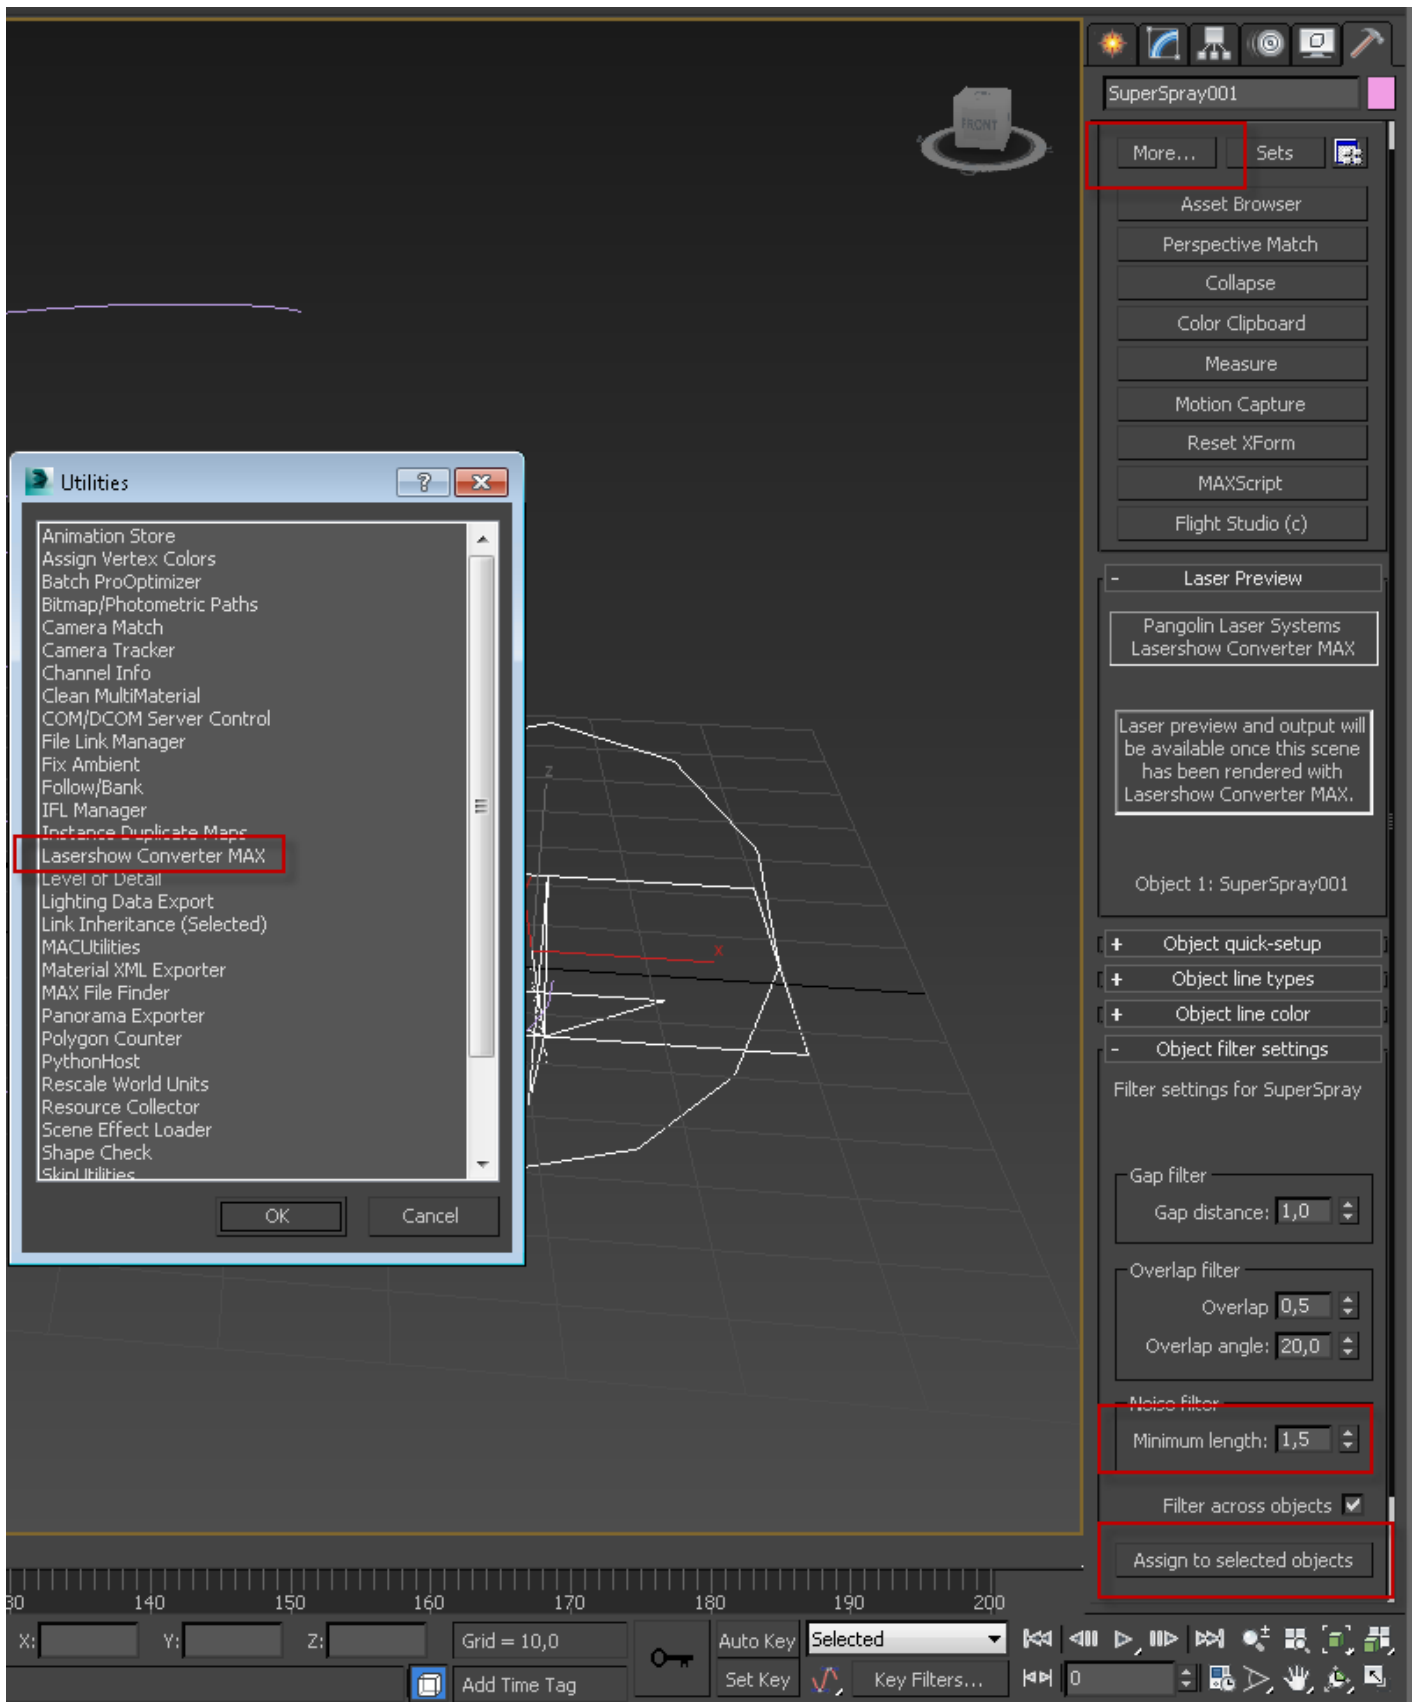 SuperSpray001
FRONT
More...
Sets
Asset Browser
Perspective Match
Collapse
Color Clipboard
Measure
Motion Capture
Reset XForm
MAXScript
Flight Studio (c)
- Laser Preview
Pangolin Laser Systems
Lasershow Converter MAX
Laser preview and output will
be available once this scene
has been rendered with
Lasershow Converter MAX.
Object 1: SuperSpray001
+ Object quick-setup
+ Object line types
+ Object line color
- Object filter settings
Filter settings for SuperSpray
Gap filter
Gap distance: 1,0
Overlap filter
Overlap 0,5
Overlap angle: 20,0
Noise filter
Minimum length: 1,5
Filter across objects
Assign to selected objects
Utilities
?
Animation Store
Assign Vertex Colors
Batch ProOptimizer
Bitmap/Photometric Paths
Camera Match
Camera Tracker
Channel Info
Clean MultiMaterial
COM/DCOM Server Control
File Link Manager
Fix Ambient
Follow/Bank
IFL Manager
Instance Duplicate Maps
Lasershow Converter MAX
Level of Detail
Lighting Data Export
Link Inheritance (Selected)
MACUtilities
Material XML Exporter
MAX File Finder
Panorama Exporter
Polygon Counter
PythonHost
Rescale World Units
Resource Collector
Scene Effect Loader
Shape Check
SkinUtilities
OK
Cancel
z
x
30 140 150 160 170 180 190 200
X: Y: Z: Grid = 10,0
Add Time Tag
Auto Key Selected
Set Key Key Filters...
0